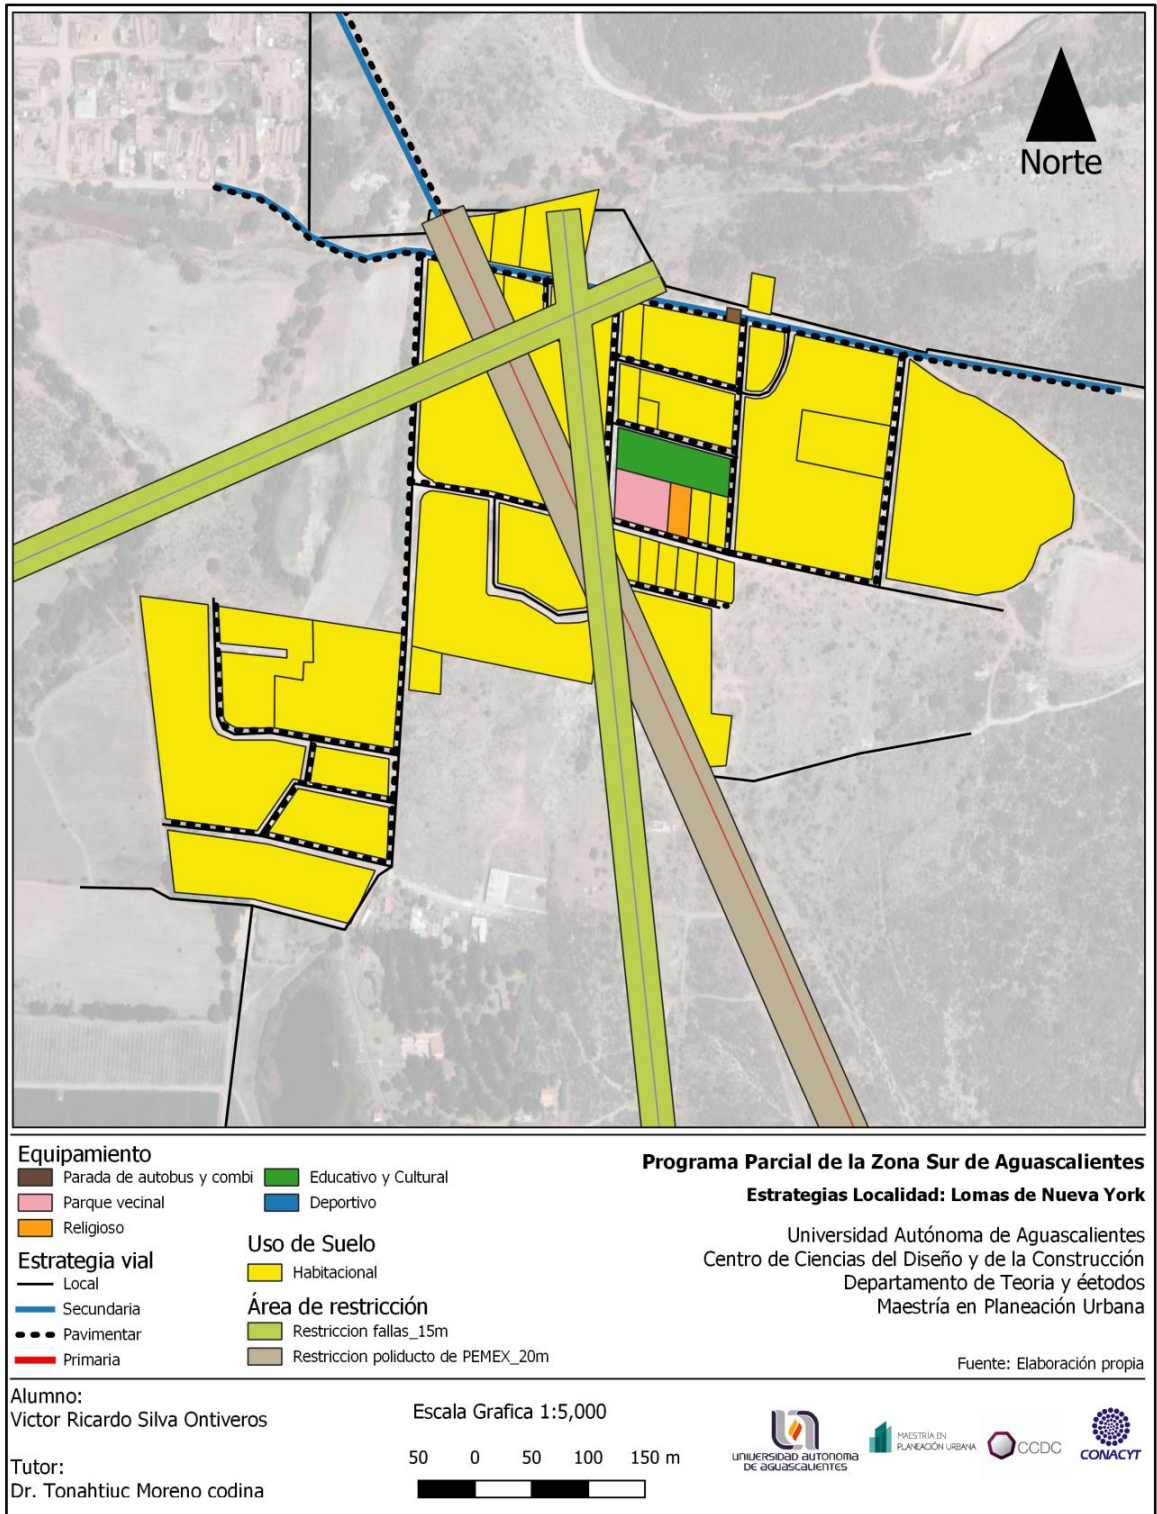 Norte
Equipamiento
Parada de autobus y combi
Parque vecinal
Religioso
Educativo y Cultural
Deportivo
Estrategia vial
Local
Secundaria
Pavimentar
Primaria
Uso de Suelo
Habitacional
Área de restricción
Restriccion fallas_15m
Restriccion poliducto de PEMEX_20m
Programa Parcial de la Zona Sur de Aguascalientes
Estrategias Localidad: Lomas de Nueva York
Universidad Autónoma de Aguascalientes
Centro de Ciencias del Diseño y de la Construcción
Departamento de Teoria y éetodos
Maestría en Planeación Urbana
Fuente: Elaboración propia
Alumno:
Victor Ricardo Silva Ontiveros
Tutor:
Dr. Tonahtiuc Moreno codina
Escala Grafica 1:5,000
50 0 50 100 150 m
UNIVERSIDAD AUTONOMA
DE AGUASCALIENTES
MAESTRÍA EN
PLANEACIÓN URBANA
CCDC
CONACYT